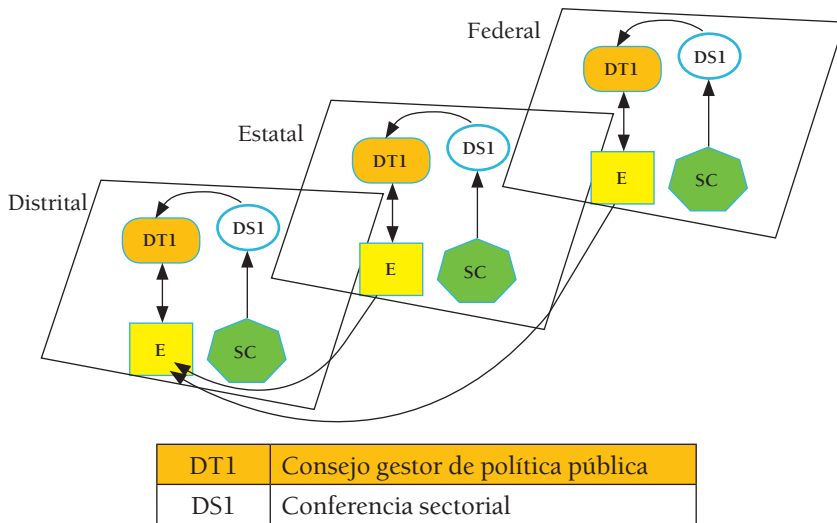 Federal
DS1
DT1
E
SC
Estatal
DS1
DT1
E
SC
Distrital
DS1
DT1
E
SC
DT1 Consejo gestor de política pública
DS1 Conferencia sectorial